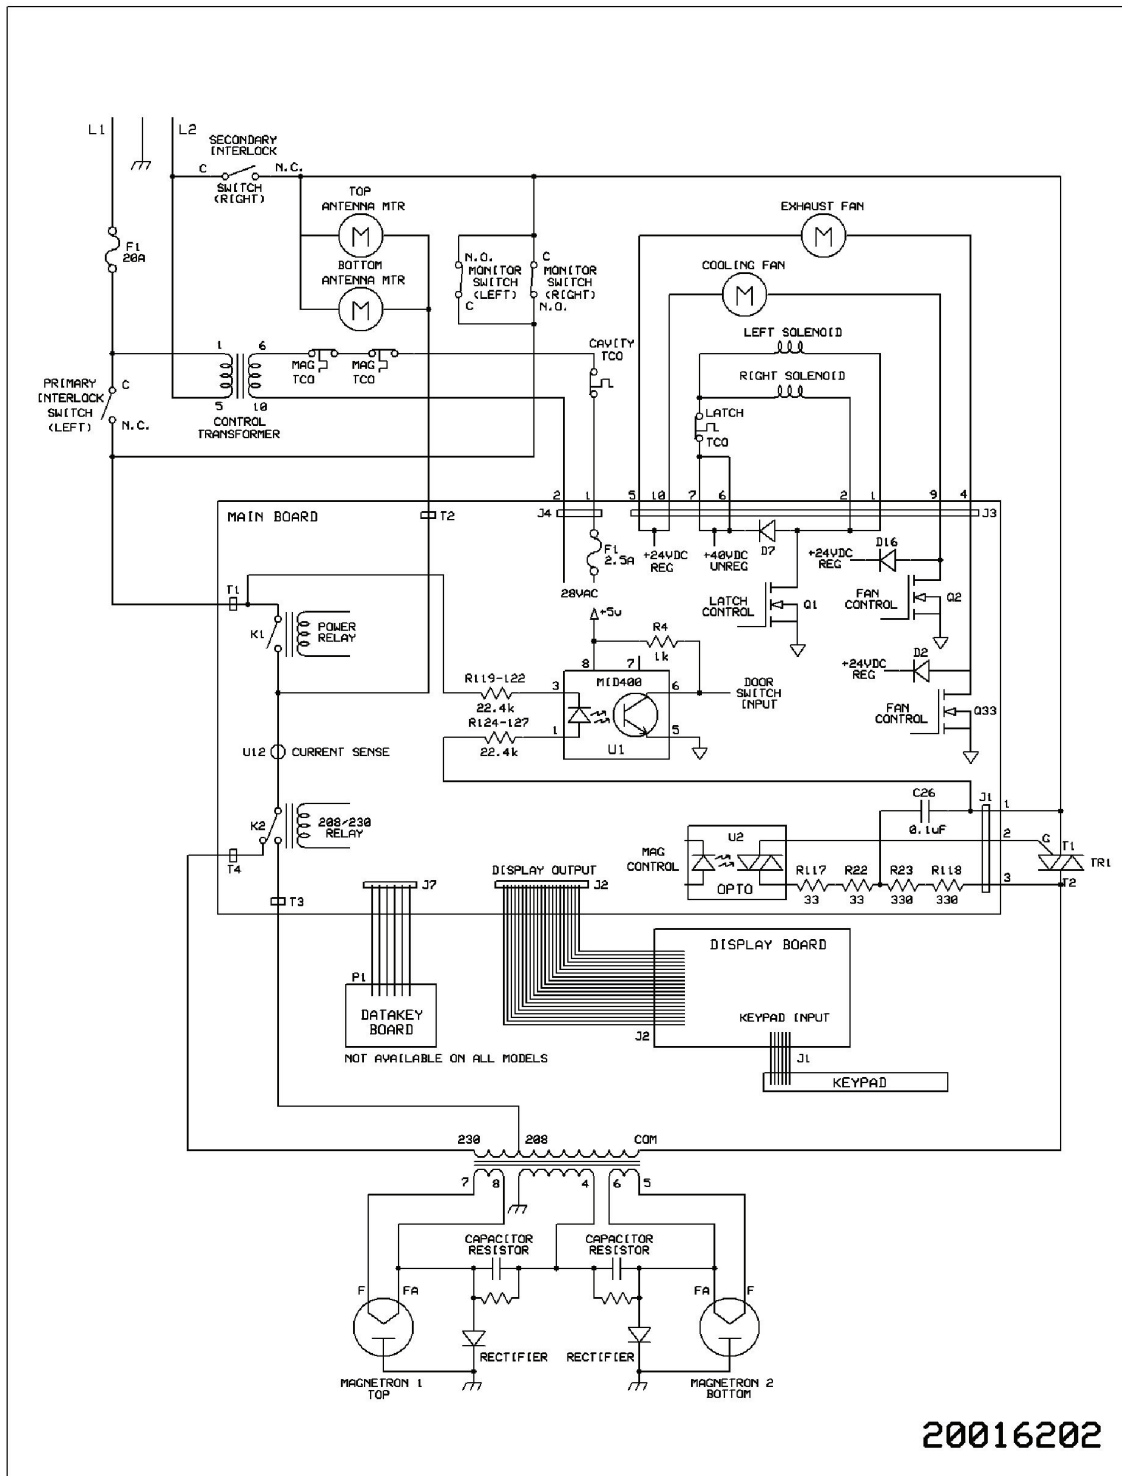 L1
L2
SECONDARY
INTERLOCK
C
N.C.
SWITCH
(RIGHT)
TOP
ANTENNA MTR
M
EXHAUST FAN
M
F1
20A
BOTTOM
ANTENNA MTR
M
N.O.
MONITOR
SWITCH
(LEFT)
C
C
MONITOR
SWITCH
(RIGHT)
N.O.
COOLING FAN
M
LEFT SOLENOID
RIGHT SOLENOID
1
6
MAG
TCO
MAG
TCO
CAVITY
TCO
PRIMARY
INTERLOCK
SWITCH
(LEFT)
C
N.C.
5
10
CONTROL
TRANSFORMER
LATCH
TCO
2
1
5
10
7
6
2
1
9
4
MAIN BOARD
T2
J4
J3
F1
2.5A
+24VDC
REG
+40VDC
UNREG
D7
+24VDC
REG
D16
T1
28VAC
LATCH
CONTROL
Q1
FAN
CONTROL
Q2
K1
POWER
RELAY
+5v
R4
1k
+24VDC
REG
D2
8
7
MID400
R119-122
22.4k
3
6
DOOR
SWITCH
INPUT
R124-127
22.4k
1
5
U1
FAN
CONTROL
Q33
U12
CURRENT SENSE
C26
0.1uF
J1
1
K2
208/230
RELAY
U2
2
G
T1
T4
MAG
CONTROL
OPTO
R117
33
R22
33
R23
330
R118
330
3
T2
TR1
J7
DISPLAY OUTPUT
J2
T3
DISPLAY BOARD
P1
DATAKEY
BOARD
KEYPAD INPUT
J2
J1
NOT AVAILABLE ON ALL MODELS
KEYPAD
230
208
COM
7
8
4
6
5
CAPACITOR
RESISTOR
CAPACITOR
RESISTOR
F
FA
FA
F
RECTIFIER
RECTIFIER
MAGNETRON 1
TOP
MAGNETRON 2
BOTTOM
20016202